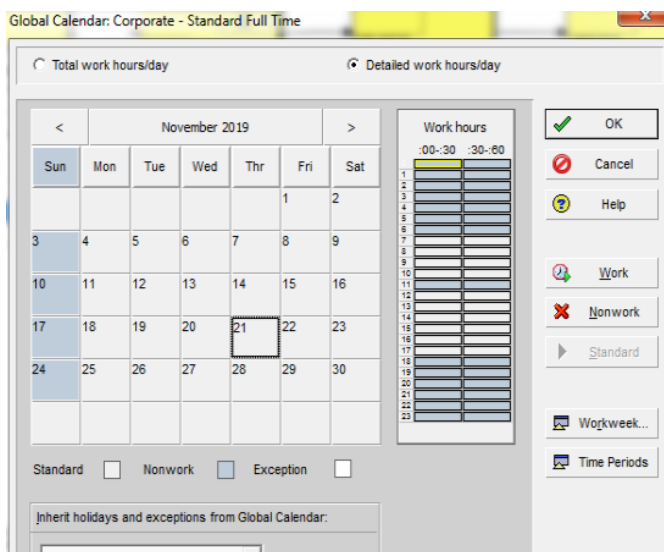 Global Calendar: Corporate - Standard Full Time
Total work hours/day
Detailed work hours/day
< November 2019 >
Sun Mon Tue Wed Thr Fri Sat
1 2
3 4 5 6 7 8 9
10 11 12 13 14 15 16
17 18 19 20 21 22 23
24 25 26 27 28 29 30
Standard Nonwork Exception
Inherit holidays and exceptions from Global Calendar:
Work hours
:00-:30 :30-:60
1
2
3
4
5
6
7
8
9
10
11
12
13
14
15
16
17
18
19
20
21
22
23
OK
Cancel
Help
Work
Nonwork
Standard
Workweek...
Time Periods